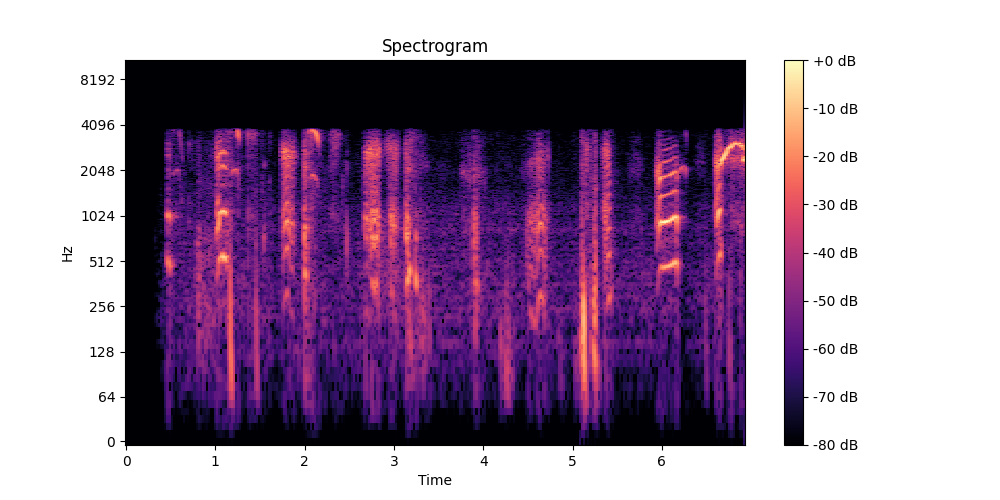 Spectrogram
8192
4096
2048
1024
512
256
128
64
0
Hz
0 1 2 3 4 5 6
Time
+0 dB
-10 dB
-20 dB
-30 dB
-40 dB
-50 dB
-60 dB
-70 dB
-80 dB